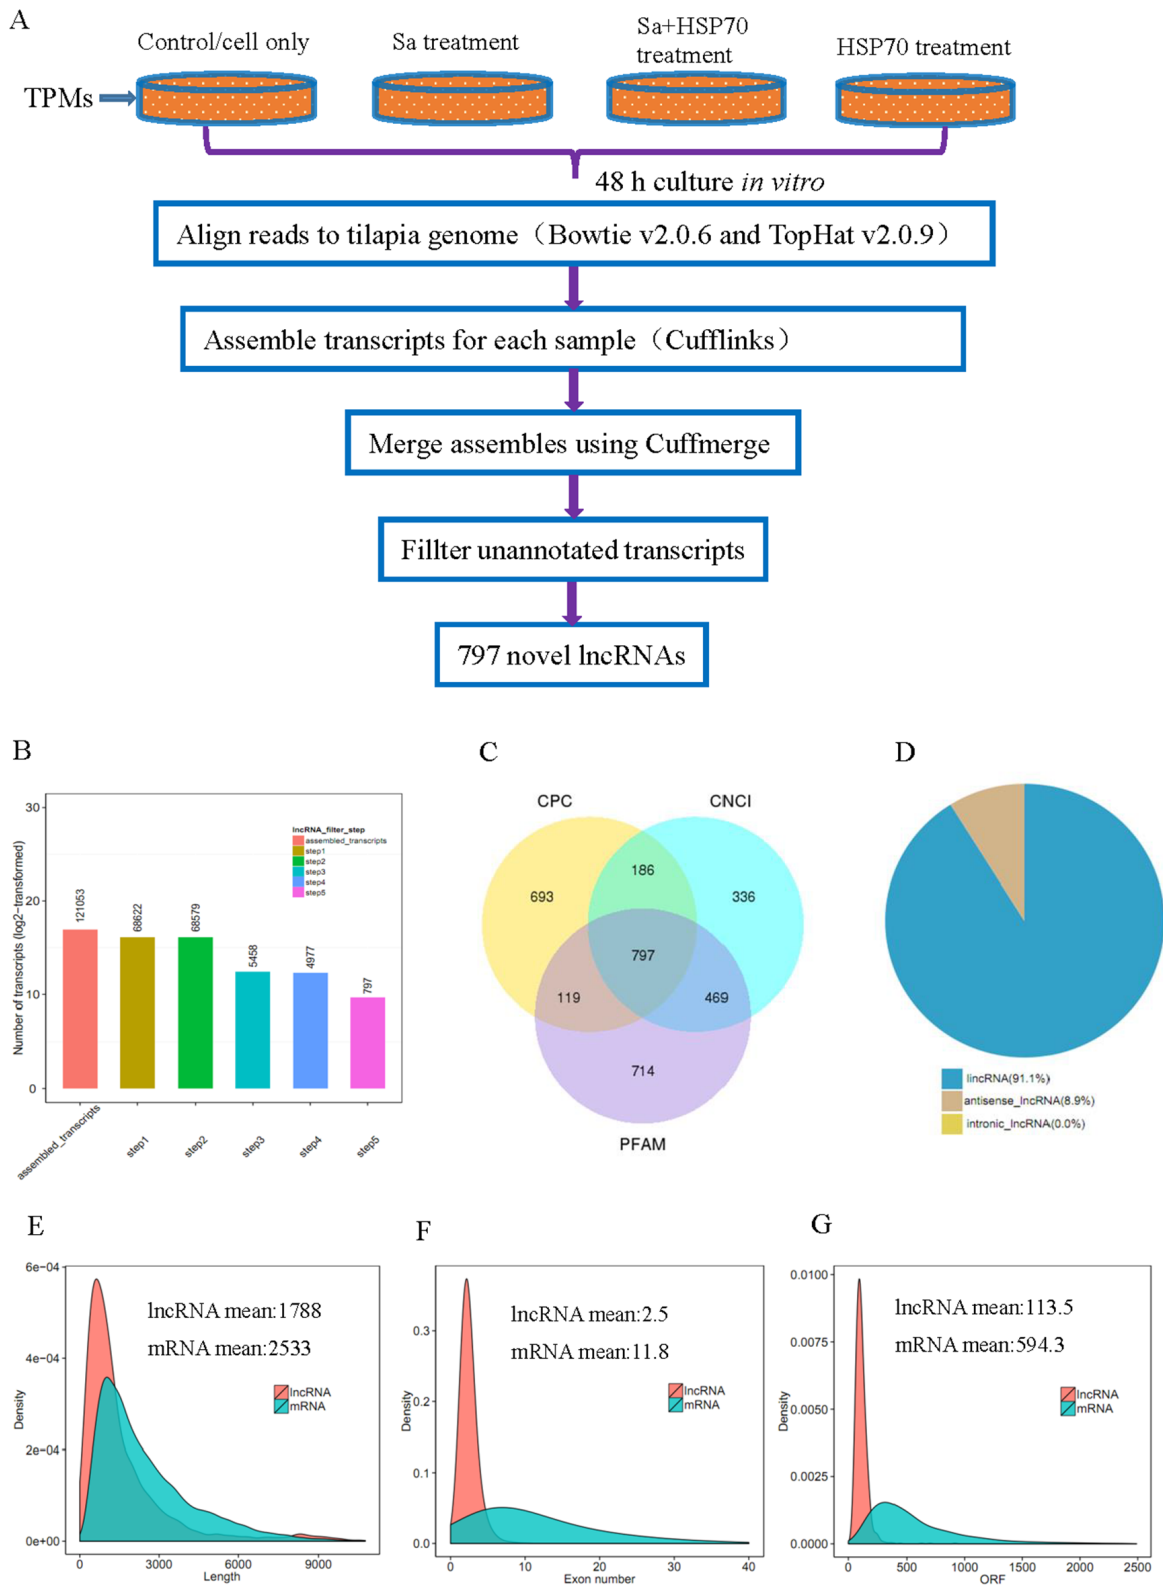 A
Control/cell only
Sa treatment
Sa+HSP70
treatment
HSP70 treatment
TPMs
48 h culture in vitro
Align reads to tilapia genome（Bowtie v2.0.6 and TopHat v2.0.9）
Assemble transcripts for each sample（Cufflinks）
Merge assembles using Cuffmerge
Fillter unannotated transcripts
797 novel lncRNAs
B
Number of transcripts (log2-transformed)
30
20
10
0
lncRNA_filter_step
assembled_transcripts
step1
step2
step3
step4
step5
121053
68622
68579
5458
4977
797
assembled_transcripts
step1
step2
step3
step4
step5
C
CPC
CNCI
186
693
336
797
119
469
714
PFAM
D
lincRNA(91.1%)
antisense_lncRNA(8.9%)
intronic_lncRNA(0.0%)
E
6e-04
4e-04
2e-04
0e+00
Density
lncRNA mean:1788
mRNA mean:2533
lncRNA
mRNA
0
3000
6000
9000
Length
F
0.3
0.2
0.1
0.0
Density
lncRNA mean:2.5
mRNA mean:11.8
lncRNA
mRNA
0
10
20
30
40
Exon number
G
0.0100
0.0075
0.0050
0.0025
0.0000
Density
lncRNA mean:113.5
mRNA mean:594.3
lncRNA
mRNA
0
500
1000
1500
2000
2500
ORF